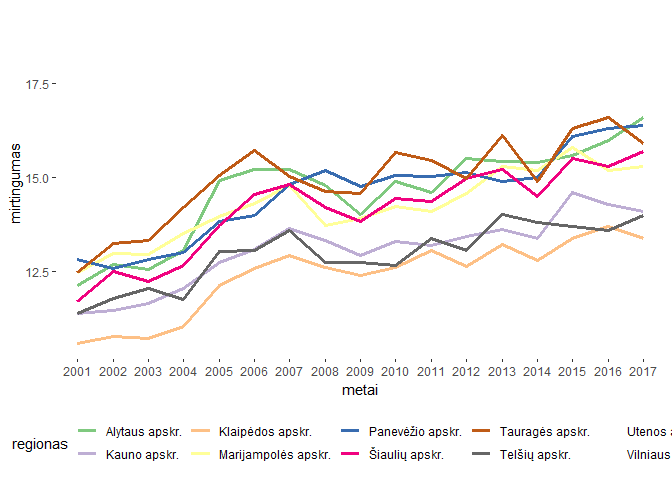 mirtingumas
17.5
15.0
12.5
2001 2002 2003 2004 2005 2006 2007 2008 2009 2010 2011 2012 2013 2014 2015 2016 2017
metai
regionas
Alytaus apskr. Klaipėdos apskr. Panevėžio apskr. Tauragės apskr. Utenos a
Kauno apskr. Marijampolės apskr. Šiaulių apskr. Telšių apskr. Vilniaus